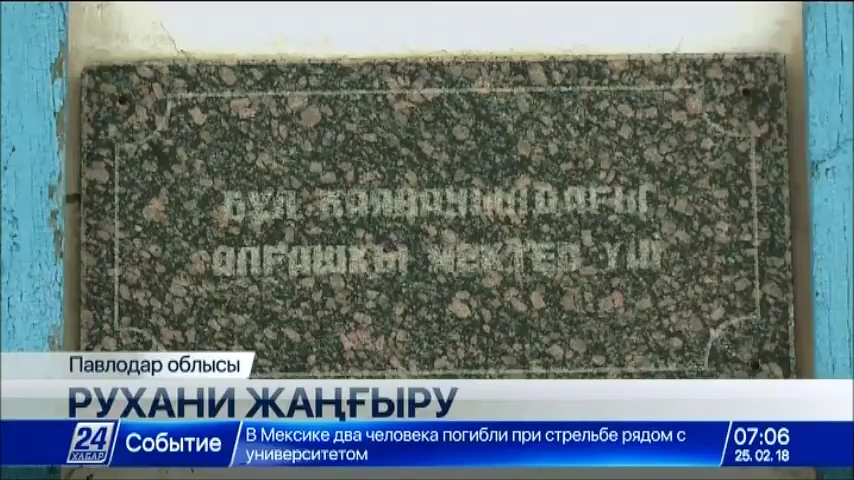 БҰЛ
АЛҒАШҚЫ МЕКТЕП ҮЙІ
Павлодар облысы
РУХАНИ ЖАҢҒЫРУ
24
ХАБАР
Событие
В Мексике два человека погибли при стрельбе рядом с
университетом
07:06
25.02.18